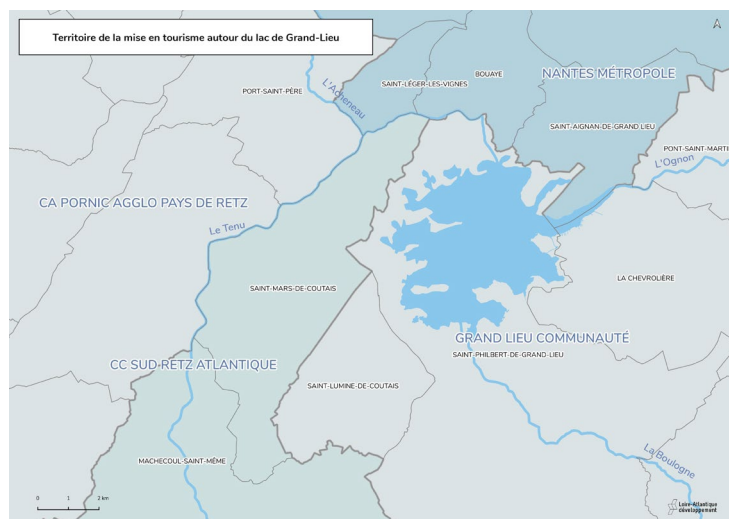 Territoire de la mise en tourisme autour du lac de Grand-Lieu
BOUAYE
NANTES MÉTROPOLE
SAINT-LÉGER-LES-VIGNES
PORT-SAINT-PÈRE
L'Acheneau
SAINT-AIGNAN-DE GRAND LIEU
PONT-SAINT-MARTI
L'Ognon
CA PORNIC AGGLO PAYS DE RETZ
Le Tenu
SAINT-MARS-DE-COUTAIS
LA CHEVROLIÈRE
GRAND LIEU COMMUNAUTÉ
SAINT-PHILBERT-DE-GRAND-LIEU
CC SUD RETZ ATLANTIQUE
SAINT-LUMINE-DE-COUTAIS
La Boulogne
MACHECOUL-SAINT-MÊME
0 1 2 km
Loire-Atlantique
développement